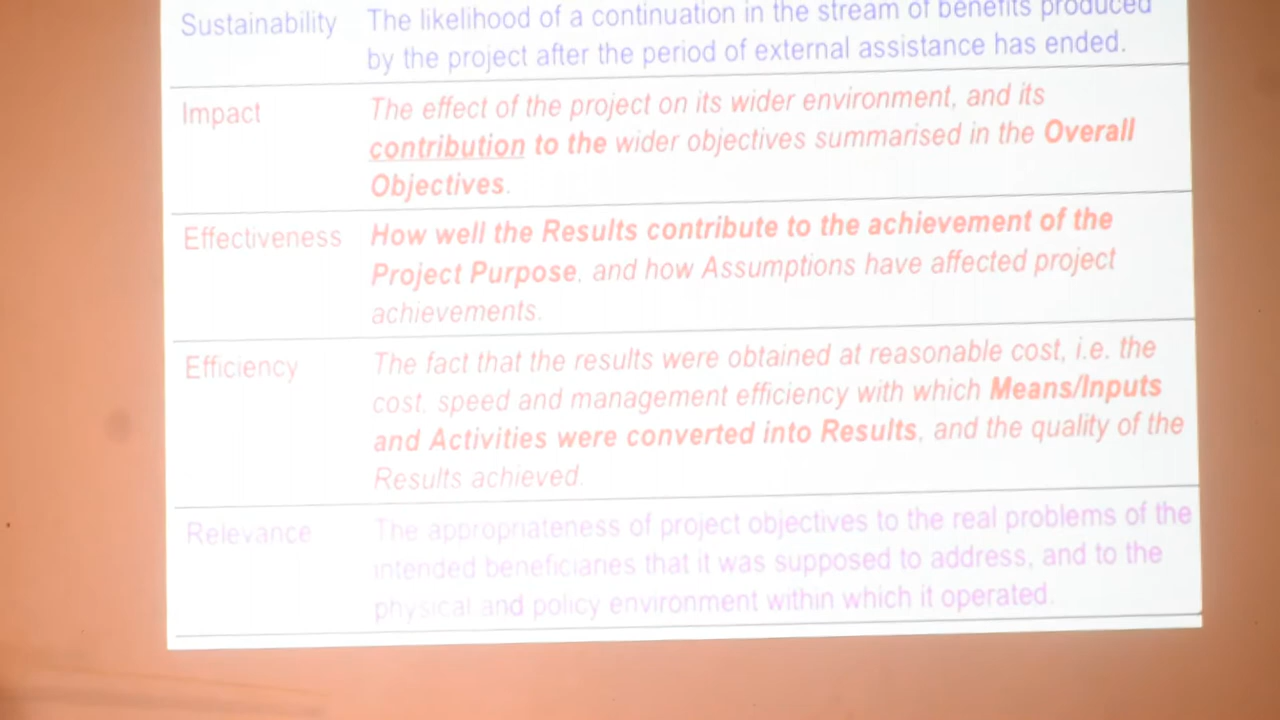 Sustainability The likelihood of a continuation in the stream of benefits produced
by the project after the period of external assistance has ended.
Impact The effect of the project on its wider environment, and its
contribution to the wider objectives summarised in the Overall
Objectives.
Effectiveness How well the Results contribute to the achievement of the
Project Purpose, and how Assumptions have affected project
achievements.
Efficiency The fact that the results were obtained at reasonable cost, i.e. the
cost, speed and management efficiency with which Means/Inputs
and Activities were converted into Results, and the quality of the
Results achieved.
Relevance The appropriateness of project objectives to the real problems of the
intended beneficiaries that it was supposed to address, and to the
physical and policy environment within which it operated.